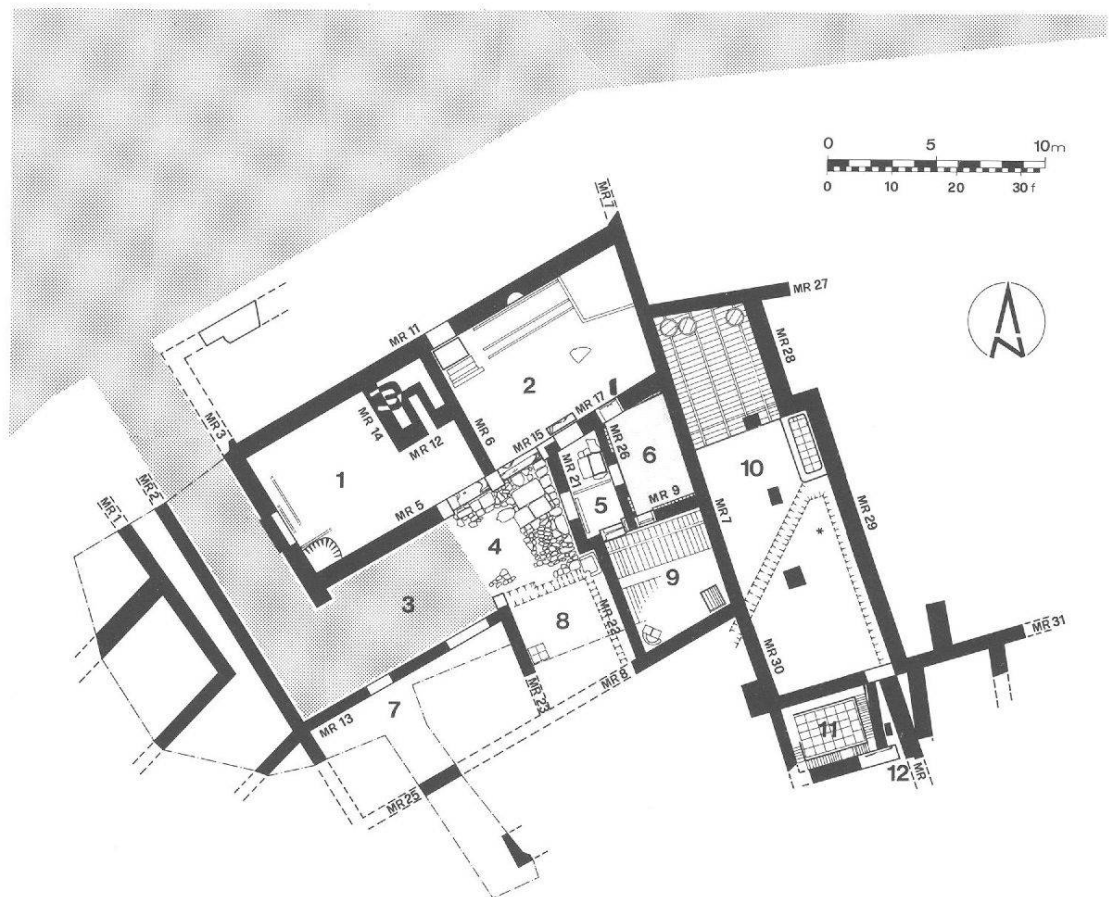 0 5 10m
0 10 20 30 f
MR 7
MR 27
MR 11
MR 28
2
MR 17
MR 3
MR 14
MR 12
MR 6
MR 15
MR 26
6
MR 2
MR 1
1
MR 21
10
MR 5
5
MR 9
MR 7
MR 29
4
*
9
3
8
MR 22
MR 31
MR 30
MR 8
MR 23
7
MR 13
11
12
MR
MR 25
N